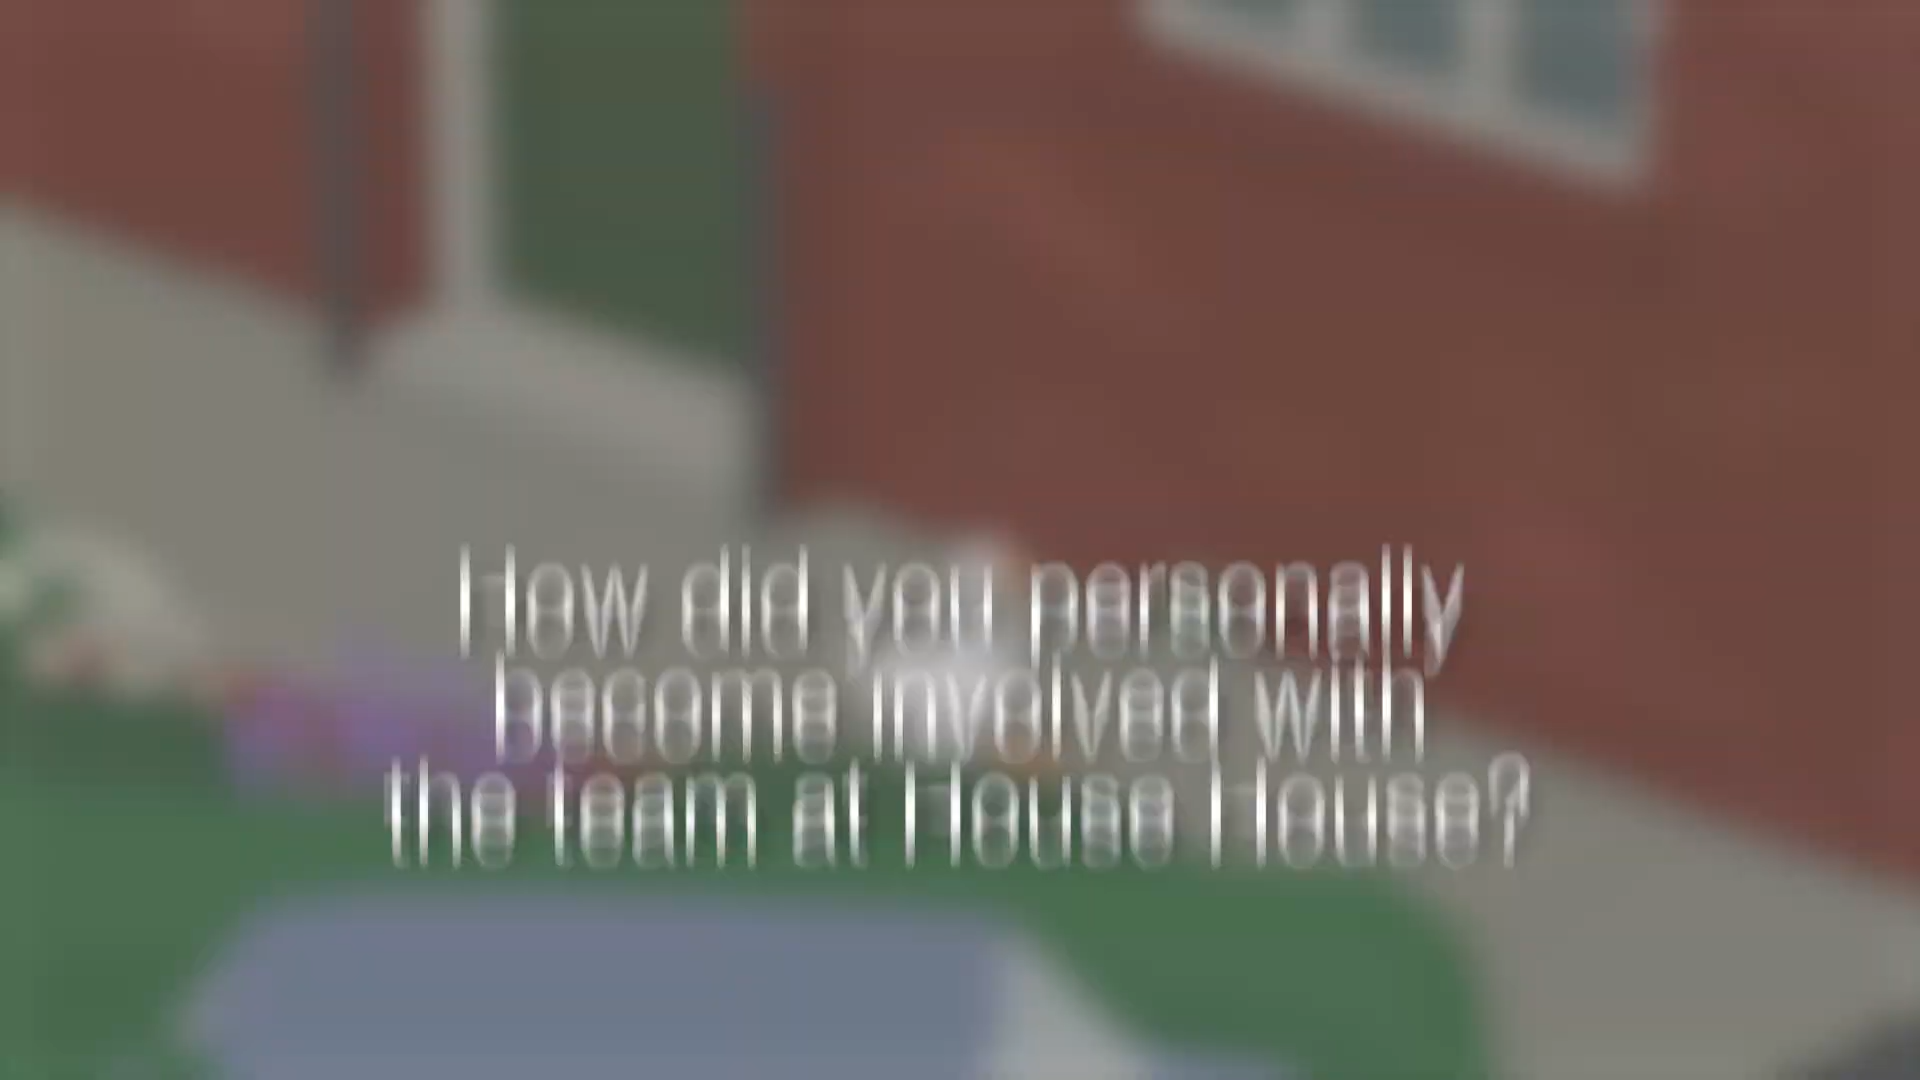 How did you personally
become involved with
the team at House House?